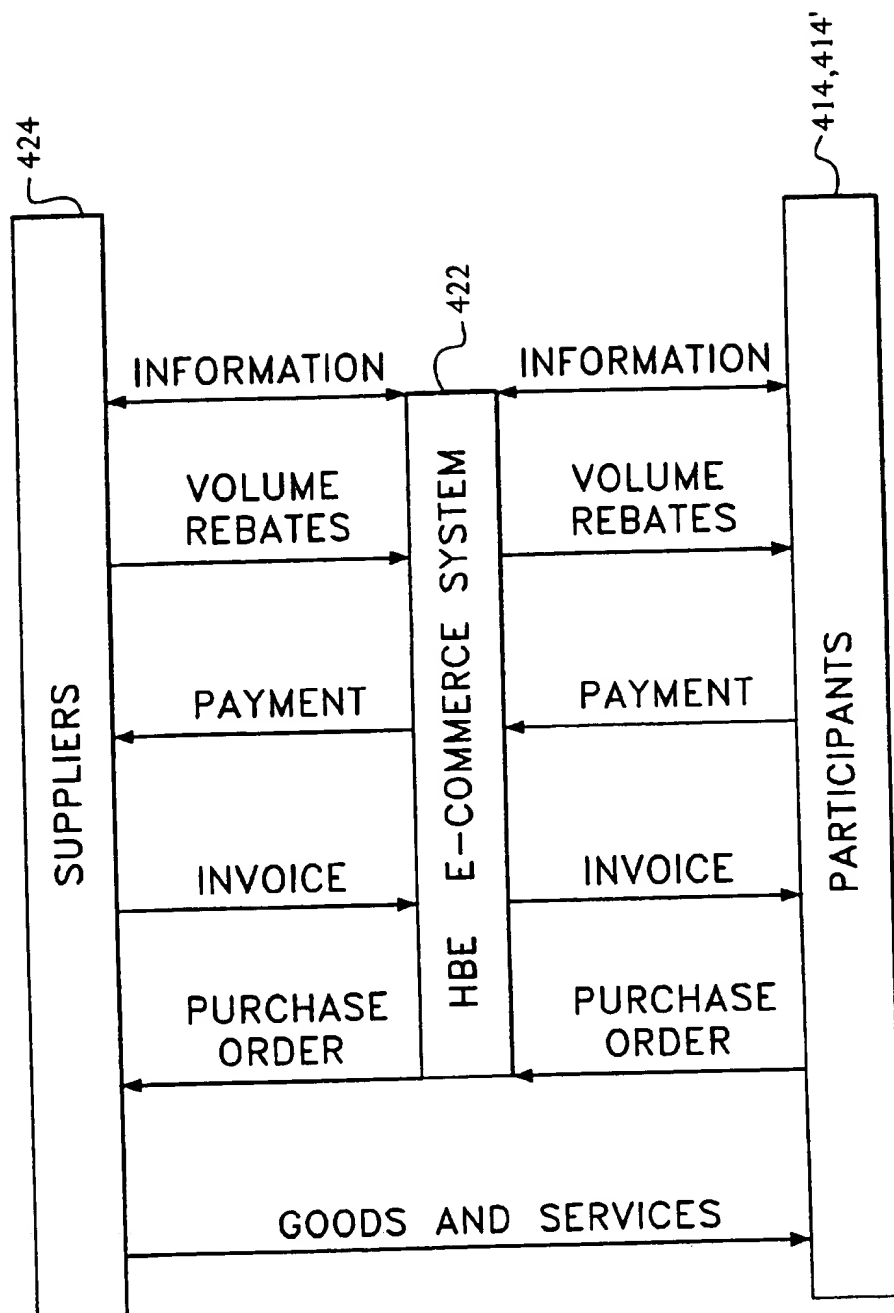 424
SUPPLIERS
INFORMATION
VOLUME
REBATES
PAYMENT
INVOICE
PURCHASE
ORDER
422
HBE E-COMMERCE SYSTEM
GOODS AND SERVICES
INFORMATION
VOLUME
REBATES
PAYMENT
INVOICE
PURCHASE
ORDER
414,414'
PARTICIPANTS